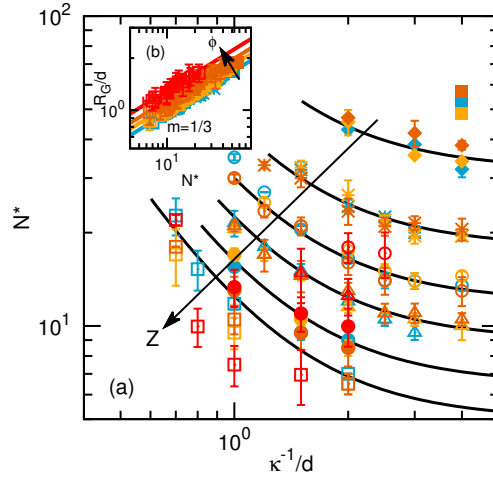 10²
(b)
ϕ
R_G/d
10⁰
m=1/3
10¹
N*
N*
10¹
Z
(a)
10⁰
κ⁻¹/d